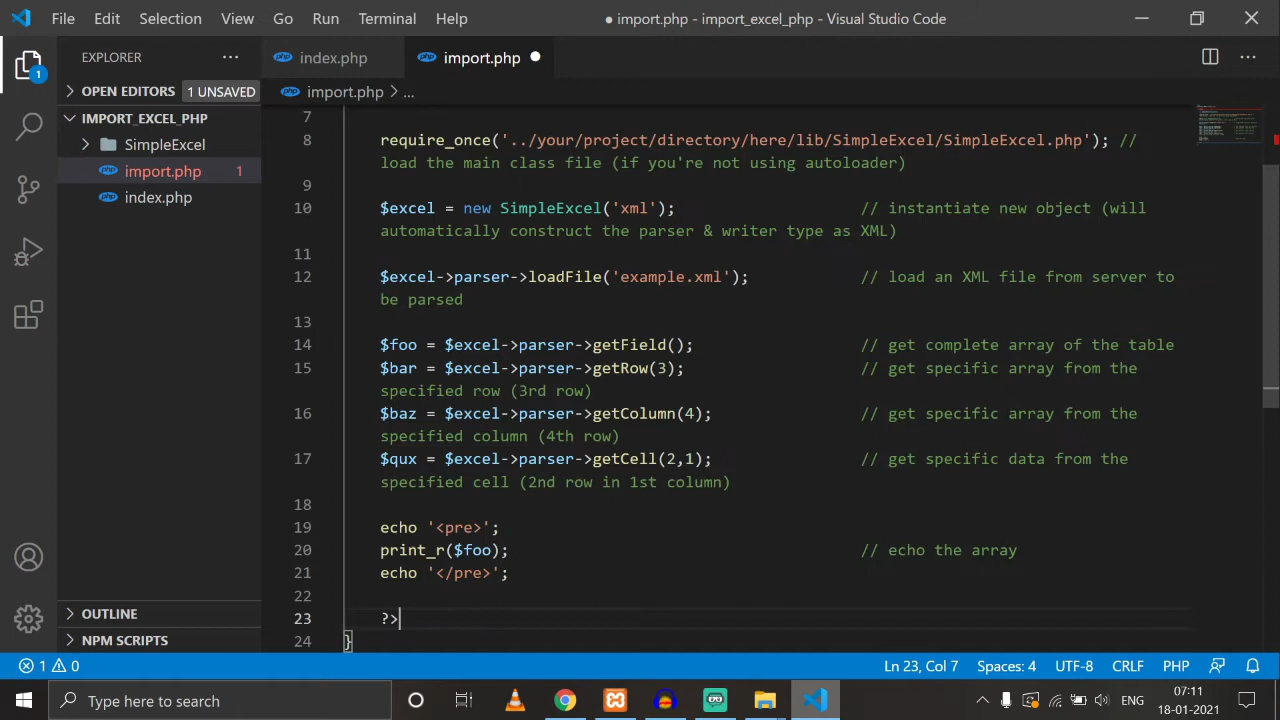 File Edit Selection View Go Run Terminal Help
● import.php - import_excel_php - Visual Studio Code
EXPLORER ...
index.php
import.php
OPEN EDITORS 1 UNSAVED
import.php > ...
IMPORT_EXCEL_PHP
SimpleExcel
import.php 1
index.php
OUTLINE
NPM SCRIPTS
1
7
8 require_once('../your/project/directory/here/lib/SimpleExcel/SimpleExcel.php'); //
load the main class file (if you're not using autoloader)
9
10 $excel = new SimpleExcel('xml'); // instantiate new object (will
automatically construct the parser & writer type as XML)
11
12 $excel->parser->loadFile('example.xml'); // load an XML file from server to
be parsed
13
14 $foo = $excel->parser->getField(); // get complete array of the table
15 $bar = $excel->parser->getRow(3); // get specific array from the
specified row (3rd row)
16 $baz = $excel->parser->getColumn(4); // get specific array from the
specified column (4th row)
17 $qux = $excel->parser->getCell(2,1); // get specific data from the
specified cell (2nd row in 1st column)
18
19 echo '<pre>';
20 print_r($foo); // echo the array
21 echo '</pre>';
22
23 ?>
24 }
1 0 Ln 23, Col 7 Spaces: 4 UTF-8 CRLF PHP
Type here to search
ENG
07:11
18-01-2021